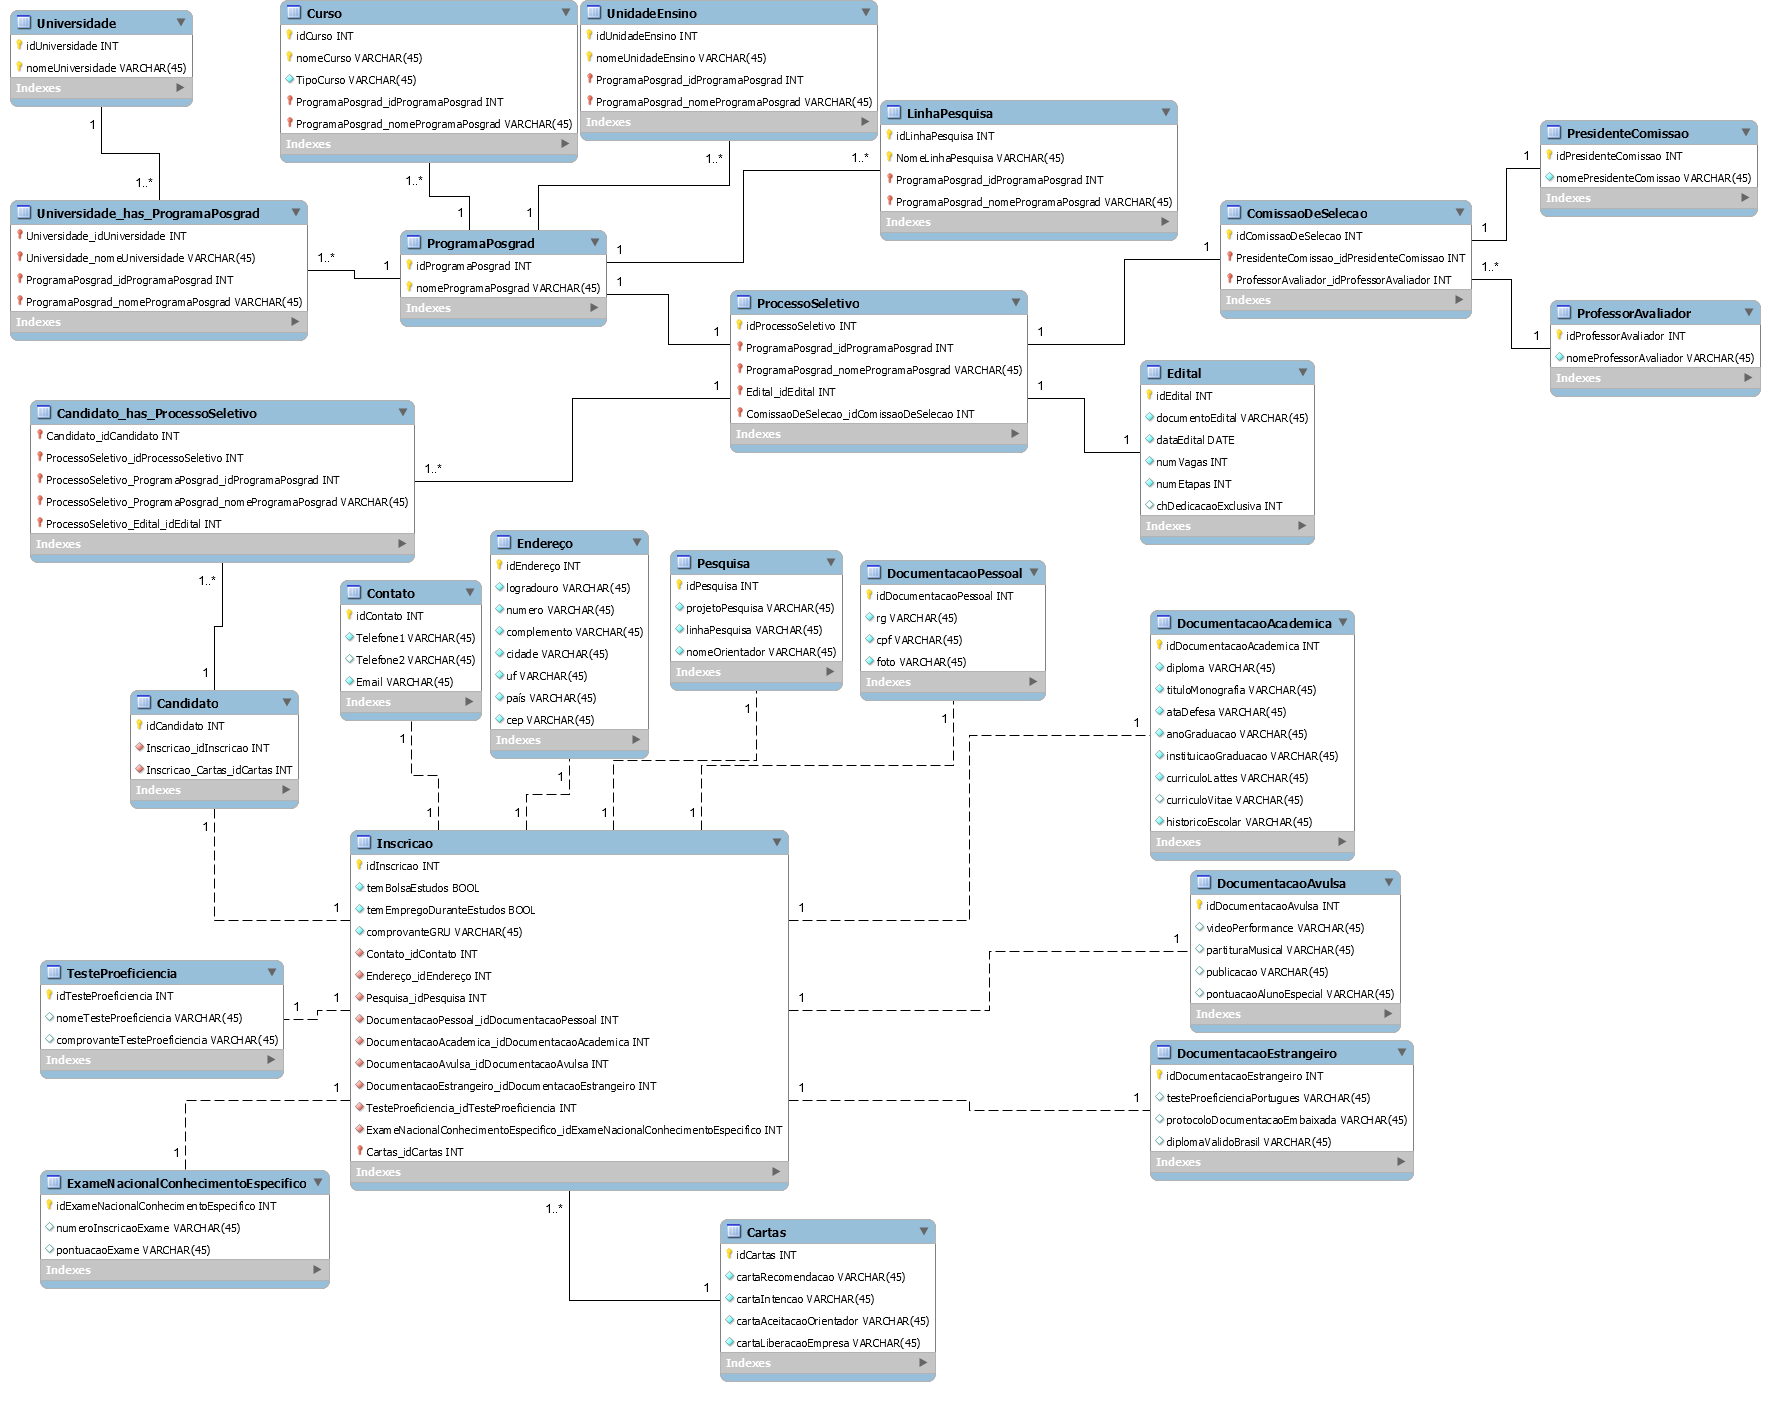 Universidade
idUniversidade INT
nomeUniversidade VARCHAR(45)
Indexes
1
1..*
Curso
idCurso INT
nomeCurso VARCHAR(45)
TipoCurso VARCHAR(45)
ProgramaPosgrad_idProgramaPosgrad INT
ProgramaPosgrad_nomeProgramaPosgrad VARCHAR(45)
Indexes
1..*
1
UnidadeEnsino
idUnidadeEnsino INT
nomeUnidadeEnsino VARCHAR(45)
ProgramaPosgrad_idProgramaPosgrad INT
ProgramaPosgrad_nomeProgramaPosgrad VARCHAR(45)
Indexes
1..*
1
LinhaPesquisa
idLinhaPesquisa INT
NomeLinhaPesquisa VARCHAR(45)
ProgramaPosgrad_idProgramaPosgrad INT
ProgramaPosgrad_nomeProgramaPosgrad VARCHAR(45)
Indexes
1..*
1
PresidenteComissao
idPresidenteComissao INT
nomePresidenteComissao VARCHAR(45)
Indexes
1
1
Universidade_has_ProgramaPosgrad
Universidade_idUniversidade INT
Universidade_nomeUniversidade VARCHAR(45)
ProgramaPosgrad_idProgramaPosgrad INT
ProgramaPosgrad_nomeProgramaPosgrad VARCHAR(45)
Indexes
1..*
1
ProgramaPosgrad
idProgramaPosgrad INT
nomeProgramaPosgrad VARCHAR(45)
Indexes
1
1
ComissaoDeSelecao
idComissaoDeSelecao INT
PresidenteComissao_idPresidenteComissao INT
ProfessorAvaliador_idProfessorAvaliador INT
Indexes
1
1..*
1
ProfessorAvaliador
idProfessorAvaliador INT
nomeProfessorAvaliador VARCHAR(45)
Indexes
ProcessoSeletivo
idProcessoSeletivo INT
ProgramaPosgrad_idProgramaPosgrad INT
ProgramaPosgrad_nomeProgramaPosgrad VARCHAR(45)
Edital_idEdital INT
ComissaoDeSelecao_idComissaoDeSelecao INT
Indexes
1
1
1
1
Edital
idEdital INT
documentoEdital VARCHAR(45)
dataEdital DATE
numVagas INT
numEtapas INT
chDedicacaoExclusiva INT
Indexes
Candidato_has_ProcessoSeletivo
Candidato_idCandidato INT
ProcessoSeletivo_idProcessoSeletivo INT
ProcessoSeletivo_ProgramaPosgrad_idProgramaPosgrad INT
ProcessoSeletivo_ProgramaPosgrad_nomeProgramaPosgrad VARCHAR(45)
ProcessoSeletivo_Edital_idEdital INT
Indexes
1..*
1..*
1
Contato
idContato INT
Telefone1 VARCHAR(45)
Telefone2 VARCHAR(45)
Email VARCHAR(45)
Indexes
1
1
Endereço
idEndereço INT
logradouro VARCHAR(45)
numero VARCHAR(45)
complemento VARCHAR(45)
cidade VARCHAR(45)
uf VARCHAR(45)
país VARCHAR(45)
cep VARCHAR(45)
Indexes
1
1
Pesquisa
idPesquisa INT
projetoPesquisa VARCHAR(45)
linhaPesquisa VARCHAR(45)
nomeOrientador VARCHAR(45)
Indexes
1
1
DocumentacaoPessoal
idDocumentacaoPessoal INT
rg VARCHAR(45)
cpf VARCHAR(45)
foto VARCHAR(45)
Indexes
1
1
DocumentacaoAcademica
idDocumentacaoAcademica INT
diploma VARCHAR(45)
tituloMonografia VARCHAR(45)
ataDefesa VARCHAR(45)
anoGraduacao VARCHAR(45)
instituicaoGraduacao VARCHAR(45)
curriculoLattes VARCHAR(45)
curriculoVitae VARCHAR(45)
historicoEscolar VARCHAR(45)
Indexes
1
1
Candidato
idCandidato INT
Inscricao_idInscricao INT
Inscricao_Cartas_idCartas INT
Indexes
1
1
Inscricao
idInscricao INT
temBolsaEstudos BOOL
temEmpregoDuranteEstudos BOOL
comprovanteGRU VARCHAR(45)
Contato_idContato INT
Endereço_idEndereço INT
Pesquisa_idPesquisa INT
DocumentacaoPessoal_idDocumentacaoPessoal INT
DocumentacaoAcademica_idDocumentacaoAcademica INT
DocumentacaoAvulsa_idDocumentacaoAvulsa INT
DocumentacaoEstrangeiro_idDocumentacaoEstrangeiro INT
TesteProeficiencia_idTesteProeficiencia INT
ExameNacionalConhecimentoEspecifico_idExameNacionalConhecimentoEspecifico INT
Cartas_idCartas INT
Indexes
DocumentacaoAvulsa
idDocumentacaoAvulsa INT
videoPerformance VARCHAR(45)
partituraMusical VARCHAR(45)
publicacao VARCHAR(45)
pontuacaoAlunoEspecial VARCHAR(45)
Indexes
1
1
TesteProeficiencia
idTesteProeficiencia INT
nomeTesteProeficiencia VARCHAR(45)
comprovanteTesteProeficiencia VARCHAR(45)
Indexes
1
1
DocumentacaoEstrangeiro
idDocumentacaoEstrangeiro INT
testeProeficienciaPortugues VARCHAR(45)
protocoloDocumentacaoEmbaixada VARCHAR(45)
diplomaValidoBrasil VARCHAR(45)
Indexes
1
1
ExameNacionalConhecimentoEspecifico
idExameNacionalConhecimentoEspecifico INT
numeroInscricaoExame VARCHAR(45)
pontuacaoExame VARCHAR(45)
Indexes
1
1
1..*
1
Cartas
idCartas INT
cartaRecomendacao VARCHAR(45)
cartaIntencao VARCHAR(45)
cartaAceitacaoOrientador VARCHAR(45)
cartaLiberacaoEmpresa VARCHAR(45)
Indexes